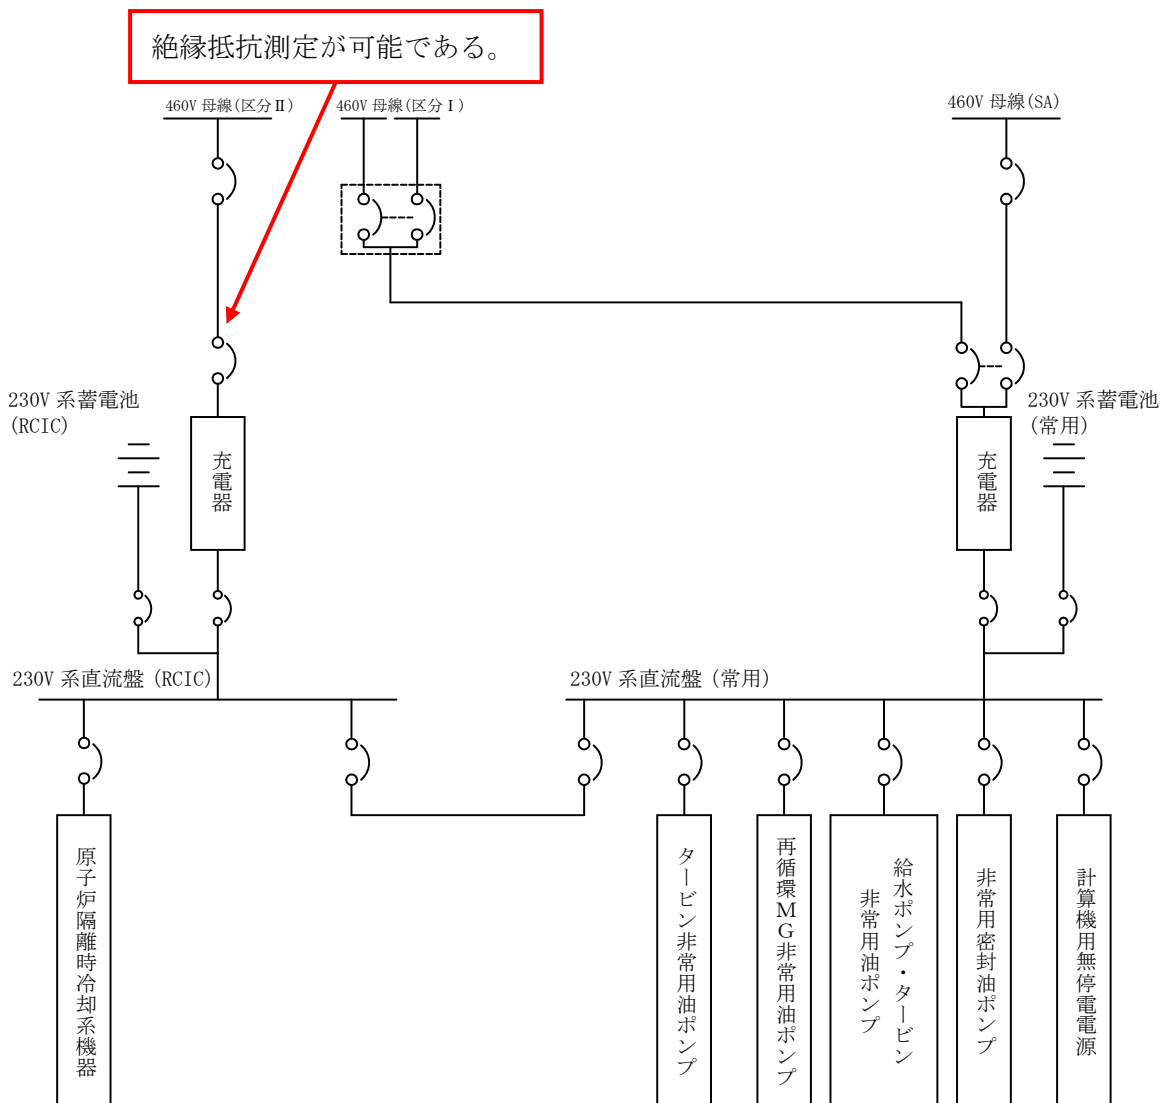 絶縁抵抗測定が可能である。
460V 母線(区分Ⅱ)
460V 母線(区分Ⅰ)
460V 母線(SA)
230V 系蓄電池
(RCIC)
充電器
充電器
230V 系蓄電池
(常用)
230V 系直流盤 (RCIC)
230V 系直流盤 (常用)
原子炉隔離時冷却系機器
タービン非常用油ポンプ
再循環MG非常用油ポンプ
給水ポンプ・タービン
非常用油ポンプ
非常用密封油ポンプ
計算機用無停電電源